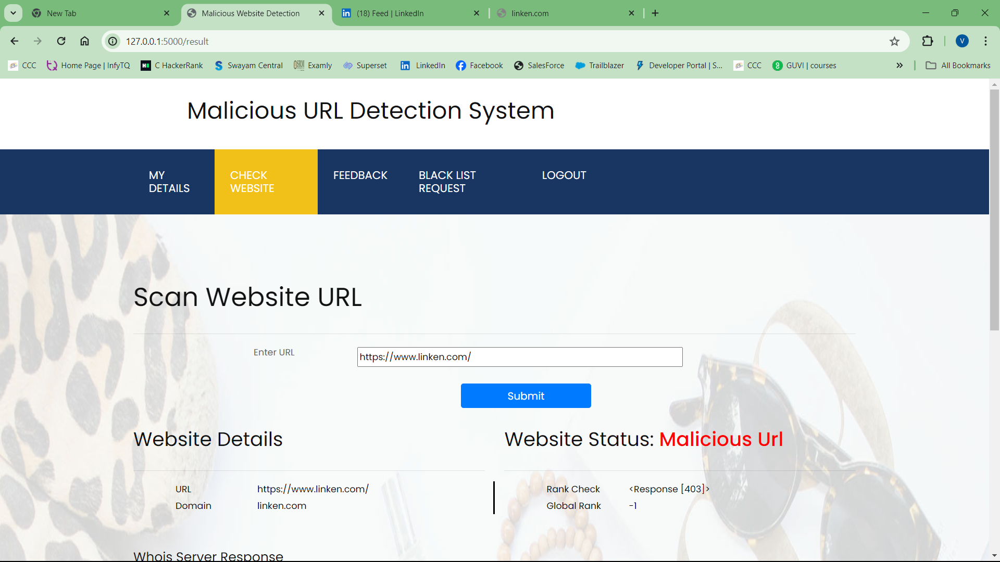 New Tab
Malicious Website Detection
(18) Feed | LinkedIn
linken.com
127.0.0.1:5000/result
V
CCC
Home Page | InfyTQ
C HackerRank
Swayam Central
Examly
Superset
LinkedIn
Facebook
SalesForce
Trailblazer
Developer Portal | S...
CCC
GUVI | courses
All Bookmarks
Malicious URL Detection System
MY DETAILS
CHECK WEBSITE
FEEDBACK
BLACK LIST REQUEST
LOGOUT
Scan Website URL
Enter URL
https://www.linken.com/
Submit
Website Details
Website Status: Malicious Url
URL https://www.linken.com/
Domain linken.com
Rank Check <Response [403]>
Global Rank -1
Whois Server Response